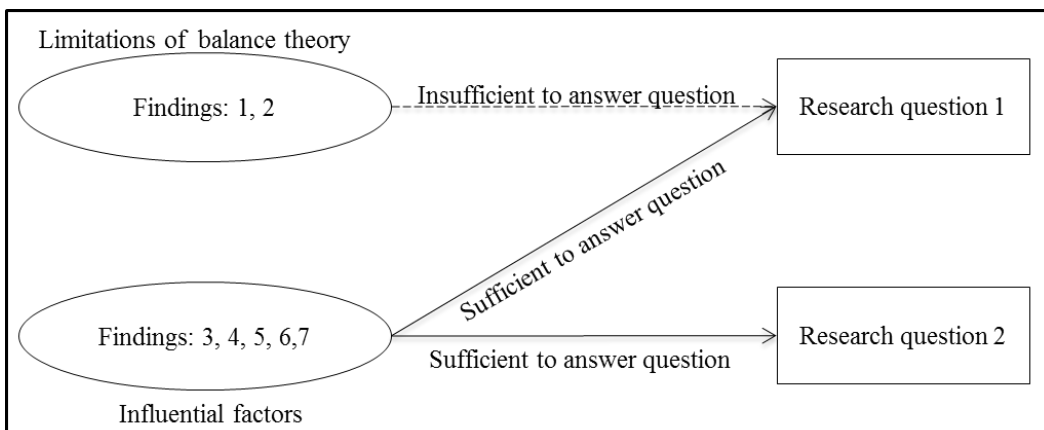 Limitations of balance theory
Findings: 1, 2
Insufficient to answer question
Research question 1
Sufficient to answer question
Findings: 3, 4, 5, 6,7
Sufficient to answer question
Research question 2
Influential factors